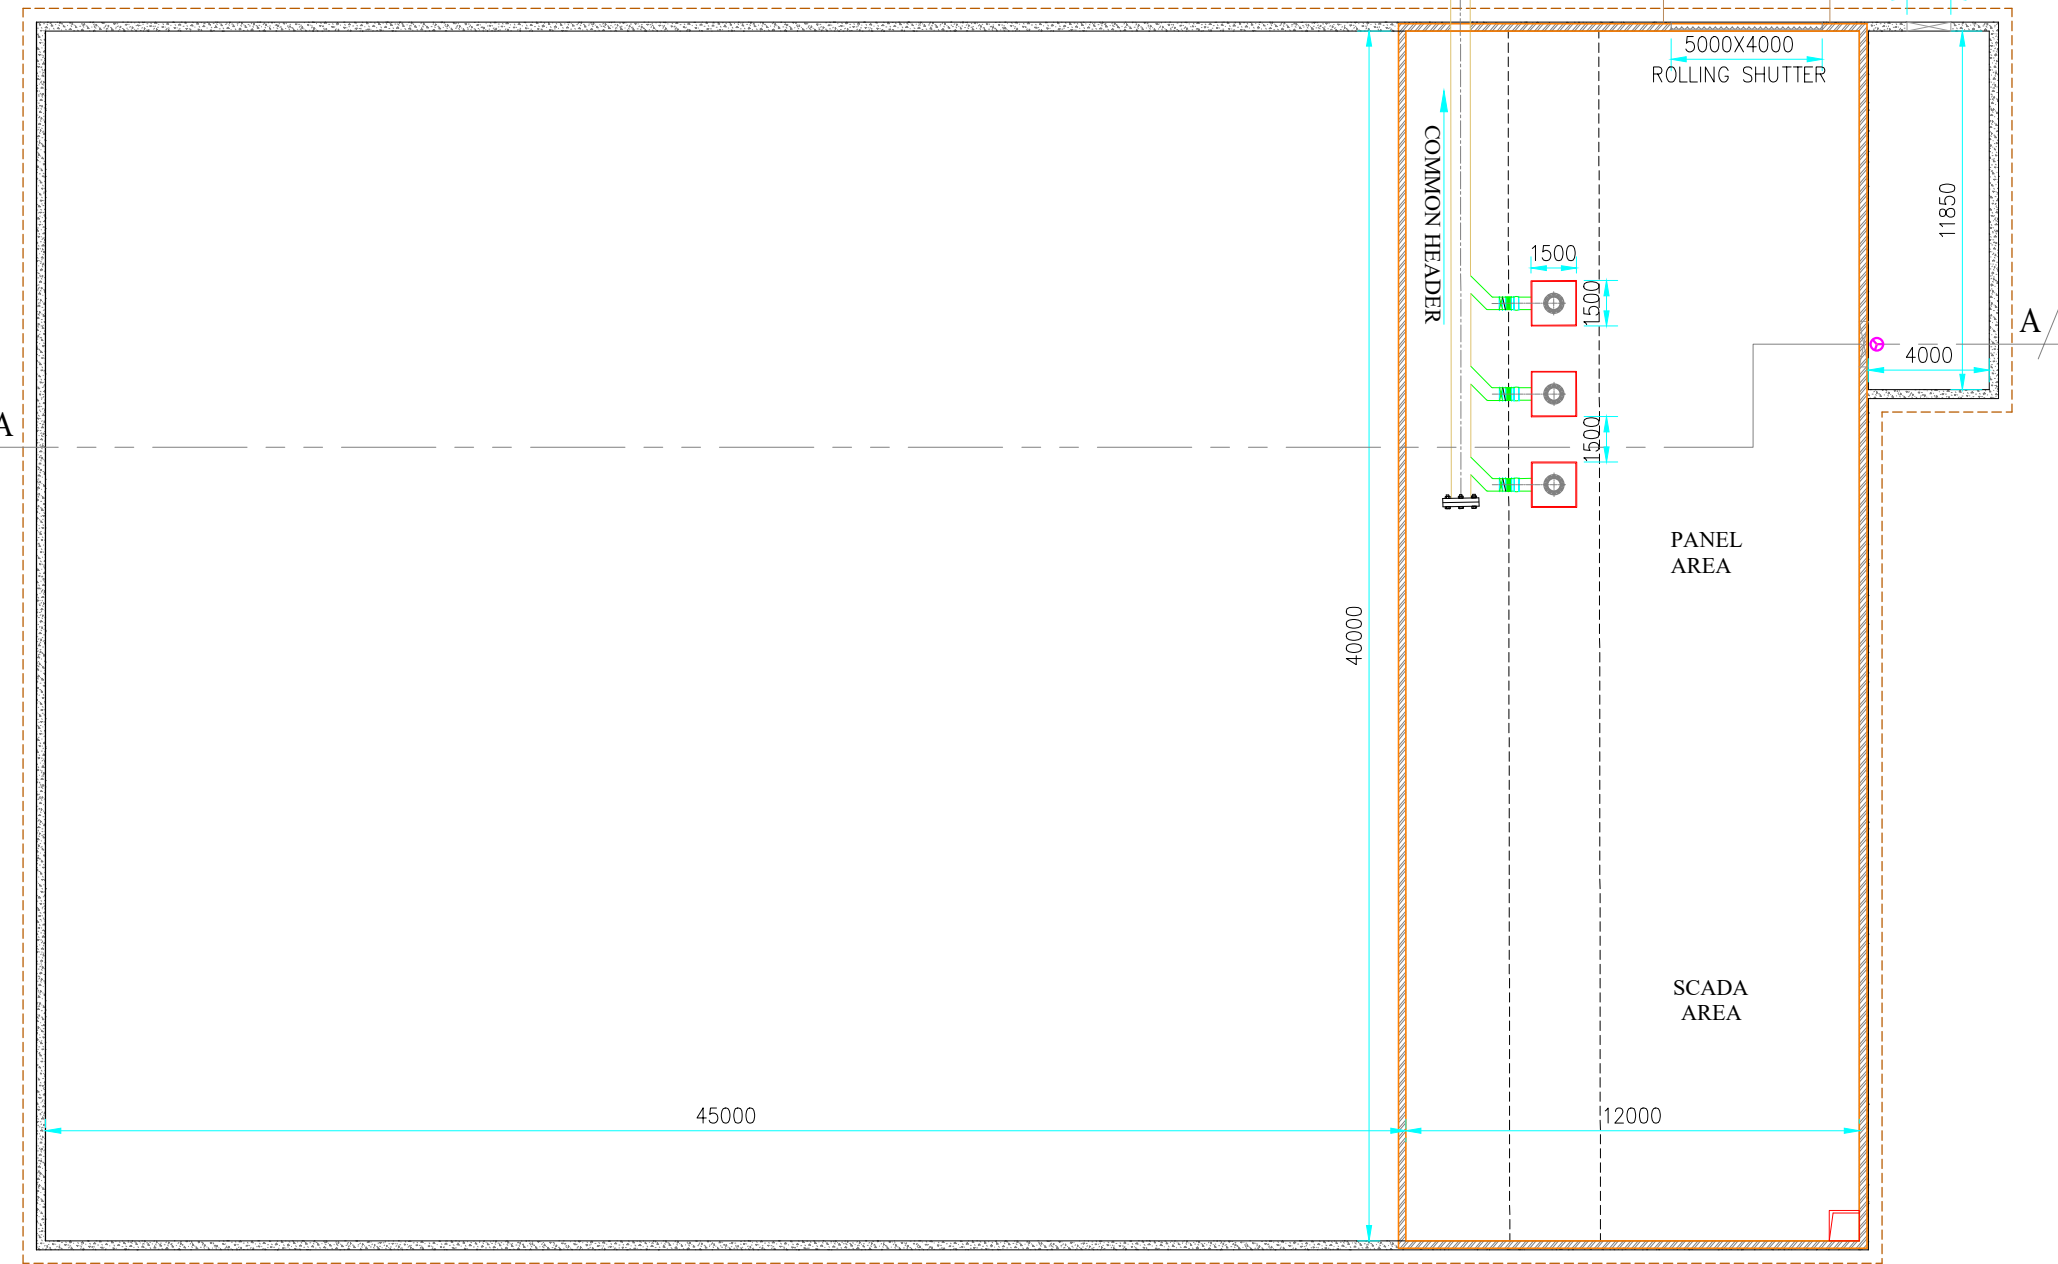 5000X4000
ROLLING SHUTTER
COMMON HEADER
11850
1500
1500
A
4000
A
1500
PANEL
AREA
40000
SCADA
AREA
45000
12000